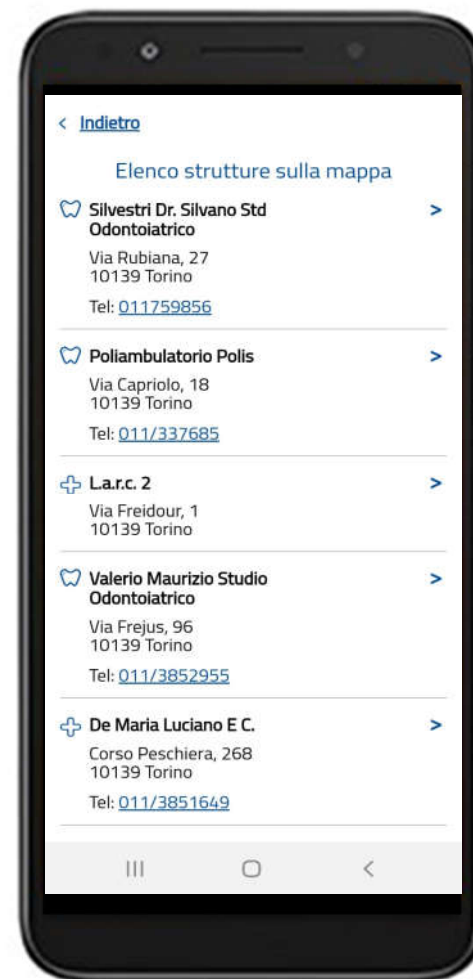 < Indietro
Elenco strutture sulla mappa
Silvestri Dr. Silvano Std >
Odontoiatrico
Via Rubiana, 27
10139 Torino
Tel: 011759856
Poliambulatorio Polis >
Via Capriolo, 18
10139 Torino
Tel: 011/337685
L.a.r.c. 2 >
Via Freidour, 1
10139 Torino
Valerio Maurizio Studio >
Odontoiatrico
Via Frejus, 96
10139 Torino
Tel: 011/3852955
De Maria Luciano E C. >
Corso Peschiera, 268
10139 Torino
Tel: 011/3851649